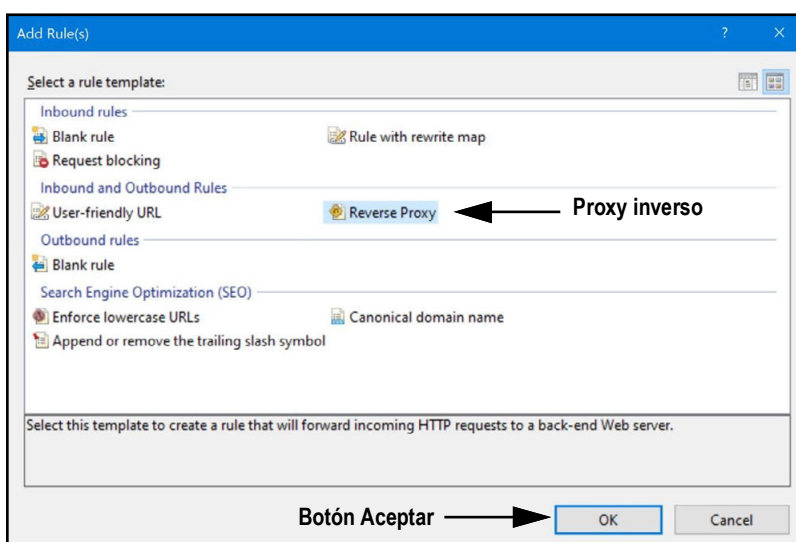 Add Rule(s)
Select a rule template:
Inbound rules
Blank rule
Rule with rewrite map
Request blocking
Inbound and Outbound Rules
User-friendly URL
Reverse Proxy
Proxy inverso
Outbound rules
Blank rule
Search Engine Optimization (SEO)
Enforce lowercase URLs
Canonical domain name
Append or remove the trailing slash symbol
Select this template to create a rule that will forward incoming HTTP requests to a back-end Web server.
Botón Aceptar
OK
Cancel